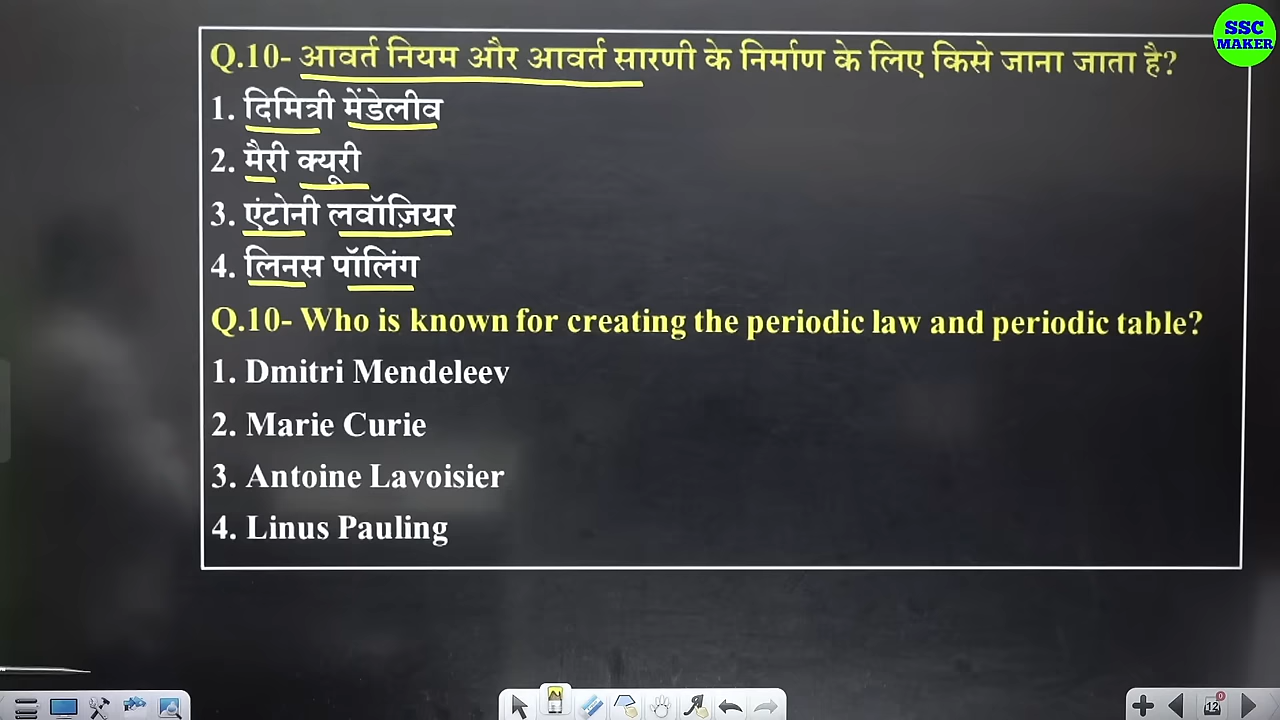 SSC
MAKER
Q.10- आवर्त नियम और आवर्त सारणी के निर्माण के लिए किसे जाना जाता है?
1. दिमित्री मेंडेलीव
2. मैरी क्यूरी
3. एंटोनी लवॉज़ियर
4. लिनस पॉलिंग
Q.10- Who is known for creating the periodic law and periodic table?
1. Dmitri Mendeleev
2. Marie Curie
3. Antoine Lavoisier
4. Linus Pauling
12